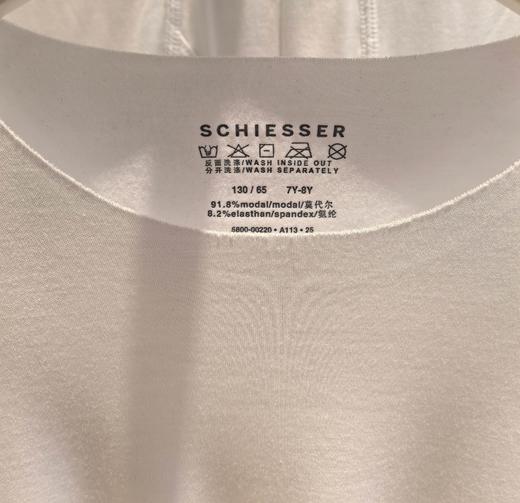 SCHIESSER
反面洗涤/WASH INSIDE OUT
分开洗涤/WASH SEPARATELY
130 / 65 7Y-8Y
91.8%modal/modal/莫代尔
8.2%elasthan/spandex/氨纶
6800-00220 • A113 • 25